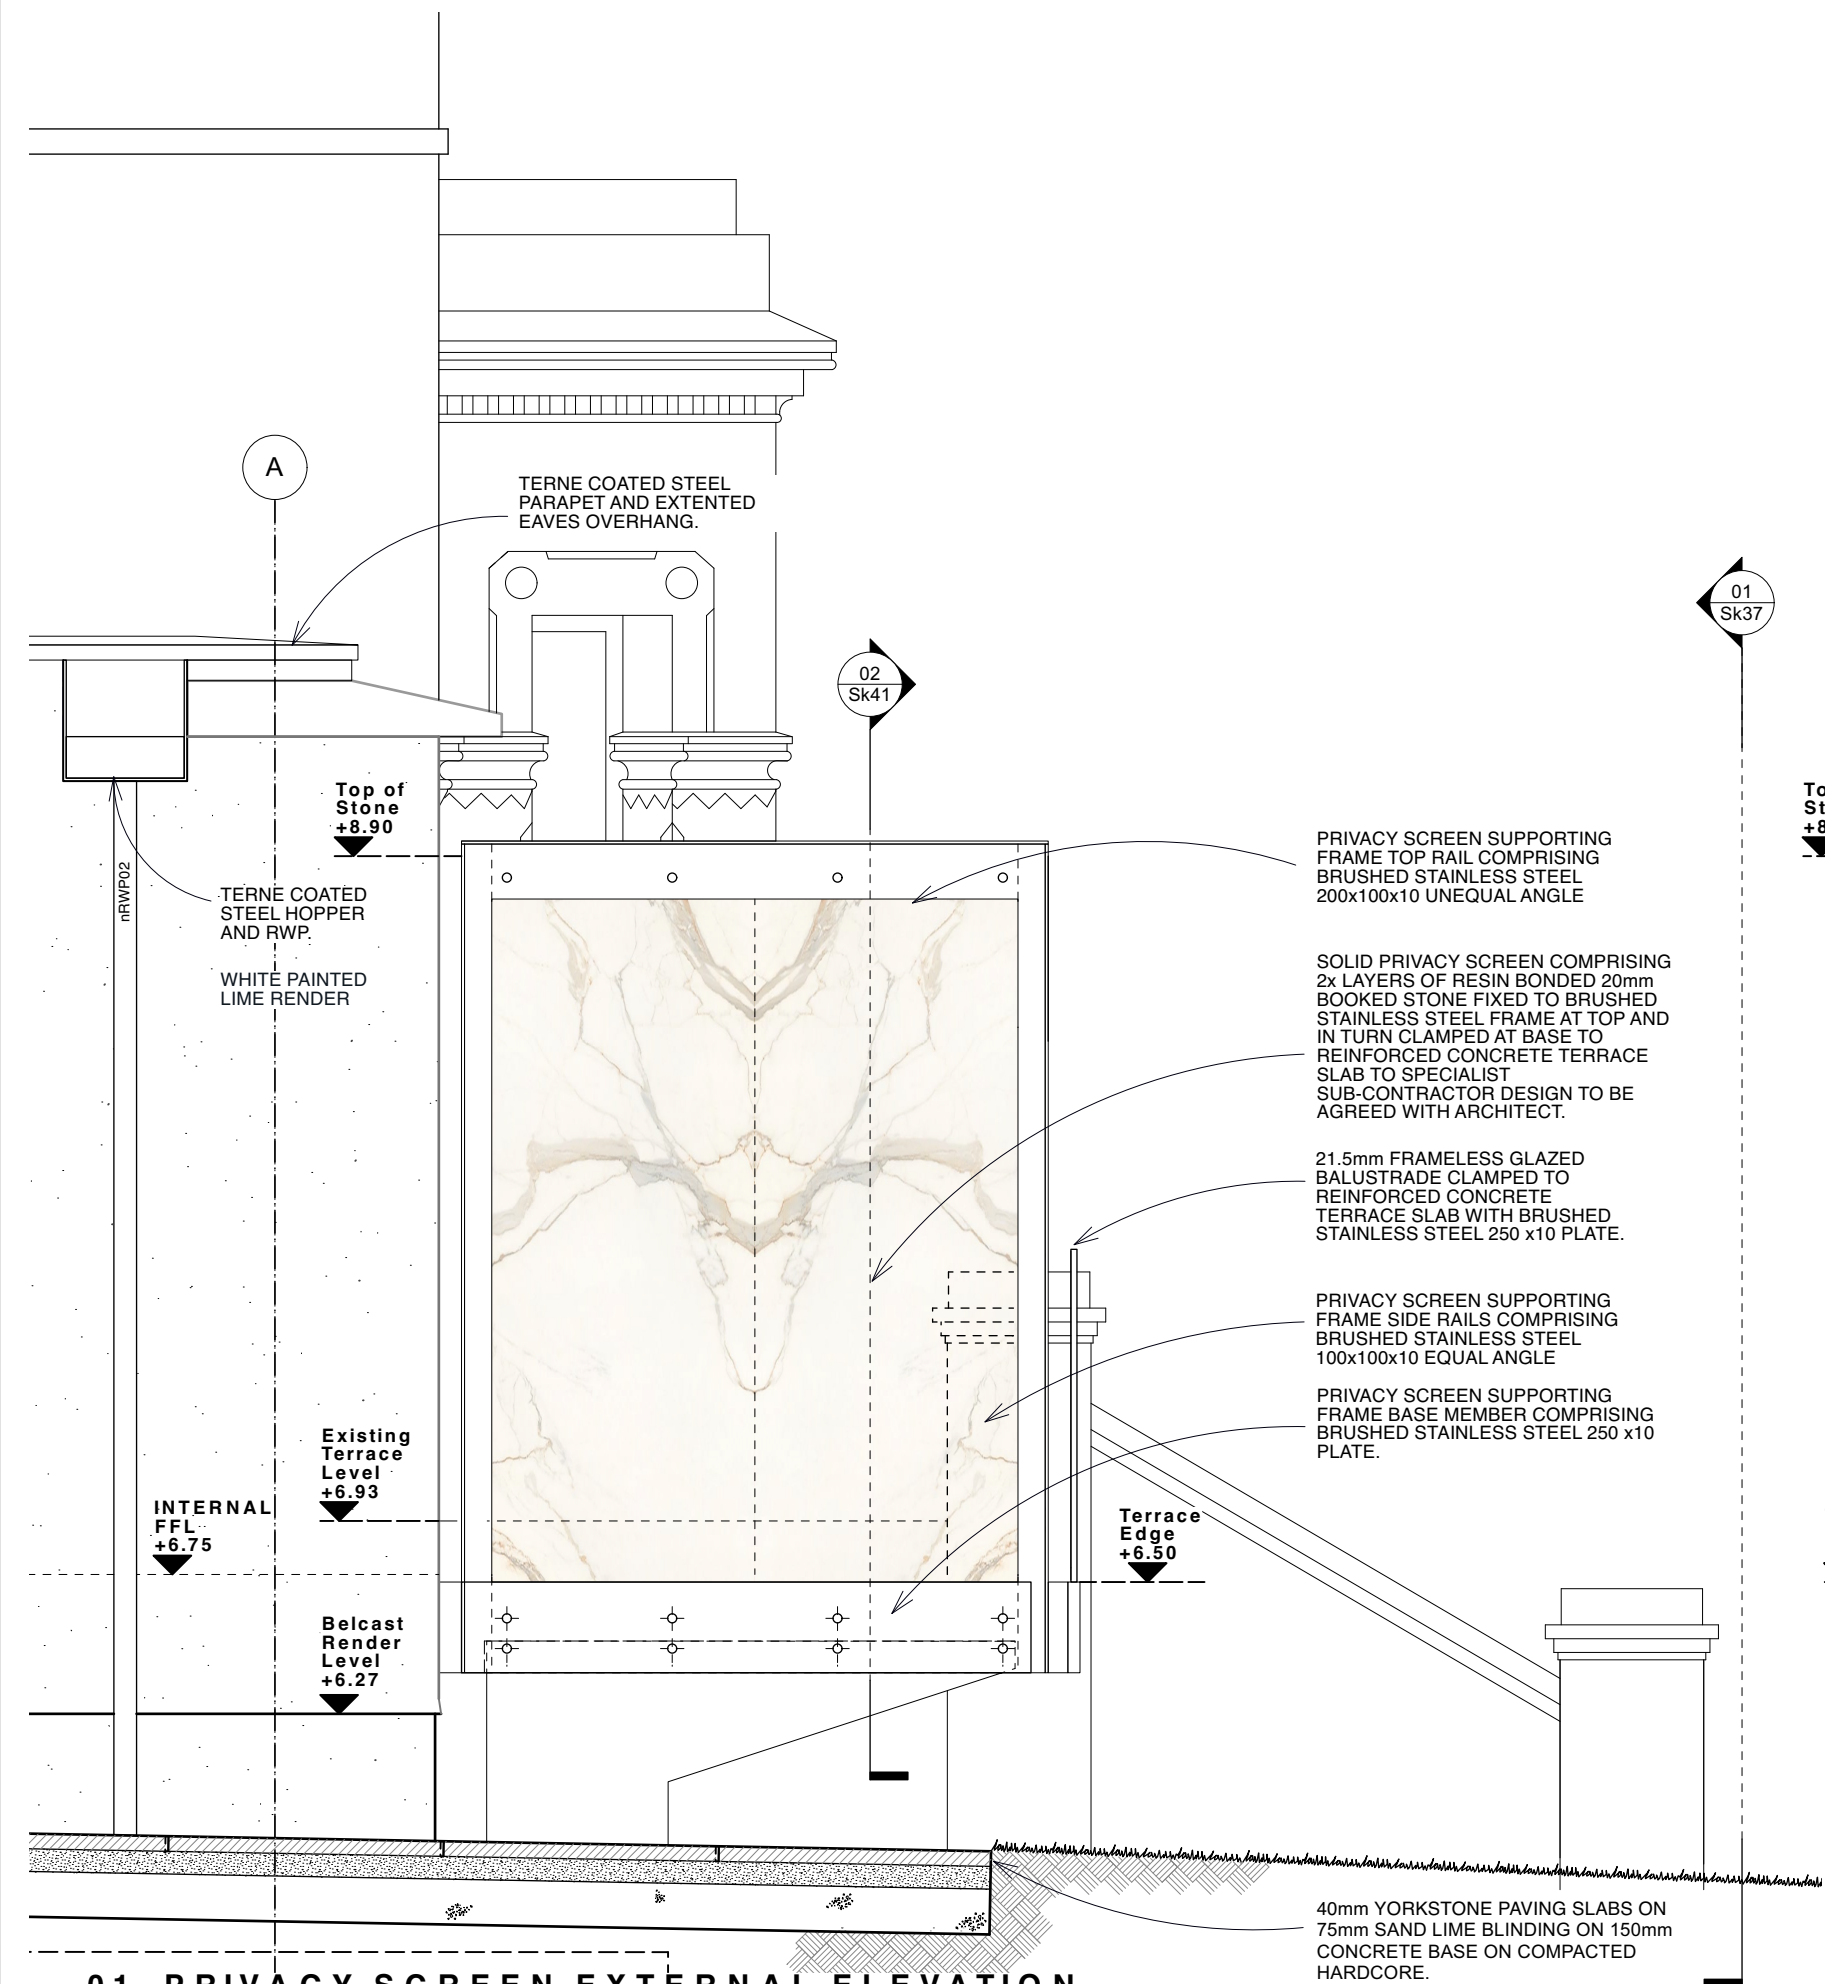 A
TERNE COATED STEEL
PARAPET AND EXTENTED
EAVES OVERHANG.
01
Sk37
02
Sk41
Top of
Stone
+8.90
nRWP02
TERNE COATED
STEEL HOPPER
AND RWP.
WHITE PAINTED
LIME RENDER
PRIVACY SCREEN SUPPORTING
FRAME TOP RAIL COMPRISING
BRUSHED STAINLESS STEEL
200x100x10 UNEQUAL ANGLE
SOLID PRIVACY SCREEN COMPRISING
2x LAYERS OF RESIN BONDED 20mm
BOOKED STONE FIXED TO BRUSHED
STAINLESS STEEL FRAME AT TOP AND
IN TURN CLAMPED AT BASE TO
REINFORCED CONCRETE TERRACE
SLAB TO SPECIALIST
SUB-CONTRACTOR DESIGN TO BE
AGREED WITH ARCHITECT.
21.5mm FRAMELESS GLAZED
BALUSTRADE CLAMPED TO
REINFORCED CONCRETE
TERRACE SLAB WITH BRUSHED
STAINLESS STEEL 250 x10 PLATE.
PRIVACY SCREEN SUPPORTING
FRAME SIDE RAILS COMPRISING
BRUSHED STAINLESS STEEL
100x100x10 EQUAL ANGLE
PRIVACY SCREEN SUPPORTING
FRAME BASE MEMBER COMPRISING
BRUSHED STAINLESS STEEL 250 x10
PLATE.
Existing
Terrace
Level
+6.93
INTERNAL
FFL
+6.75
Terrace
Edge
+6.50
Belcast
Render
Level
+6.27
40mm YORKSTONE PAVING SLABS ON
75mm SAND LIME BLINDING ON 150mm
CONCRETE BASE ON COMPACTED
HARDCORE.
01 PRIVACY SCREEN EXTERNAL ELEVATION